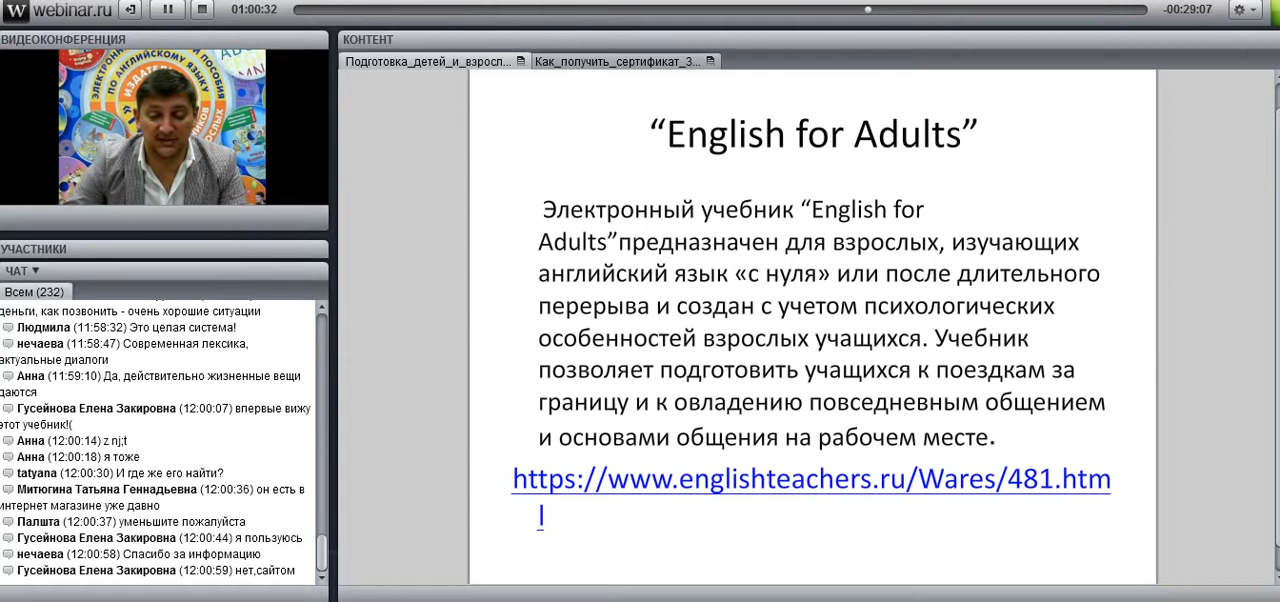 webinar.ru
01:00:32
-00:29:07
ВИДЕОКОНФЕРЕНЦИЯ
ЭЛЕКТРОННЫЕ
ПОСОБИЯ
ПО АНГЛИЙСКОМУ ЯЗЫКУ
УЧАСТНИКИ
ЧАТ
Всем (232)
деньги, как позвонить - очень хорошие ситуации
Людмила (11:58:32) Это целая система!
нечаева (11:58:47) Современная лексика,
актуальные диалоги
Анна (11:59:10) Да, действительно жизненные вещи
даются
Гусейнова Елена Закировна (12:00:07) впервые вижу
этот учебник!(
Анна (12:00:14) z nj;t
Анна (12:00:18) я тоже
tatyana (12:00:30) И где же его найти?
Митюгина Татьяна Геннадьевна (12:00:36) он есть в
интернет магазине уже давно
Палшта (12:00:37) уменьшите пожалуйста
Гусейнова Елена Закировна (12:00:44) я пользуюсь
нечаева (12:00:58) Спасибо за информацию
Гусейнова Елена Закировна (12:00:59) нет,сайтом
КОНТЕНТ
Подготовка_детей_и_взросл...
Как_получить_сертификат_З...
“English for Adults”
Электронный учебник “English for
Adults”предназначен для взрослых, изучающих
английский язык «с нуля» или после длительного
перерыва и создан с учетом психологических
особенностей взрослых учащихся. Учебник
позволяет подготовить учащихся к поездкам за
границу и к овладению повседневным общением
и основами общения на рабочем месте.
https://www.englishteachers.ru/Wares/481.htm
l